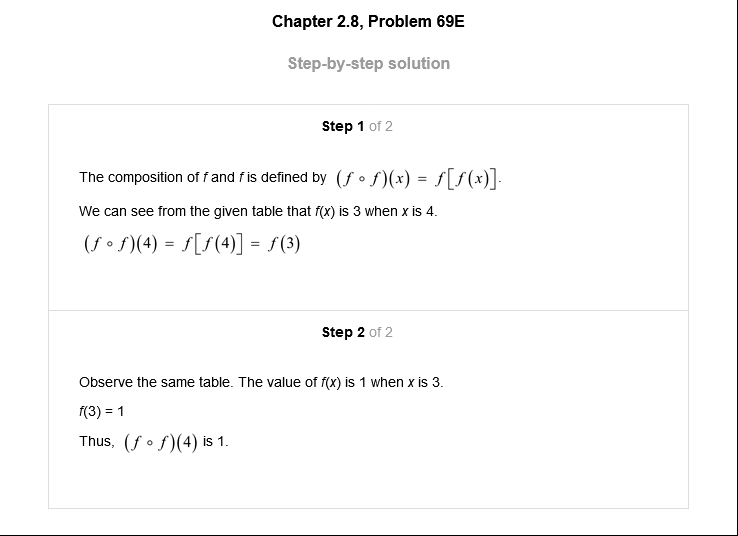 Chapter 2.8, Problem 69E
Step-by-step solution
Step 1 of 2
The composition of f and f is defined by (f ∘ f)(x) = f[f(x)].
We can see from the given table that f(x) is 3 when x is 4.
(f ∘ f)(4) = f[f(4)] = f(3)
Step 2 of 2
Observe the same table. The value of f(x) is 1 when x is 3.
f(3) = 1
Thus, (f ∘ f)(4) is 1.